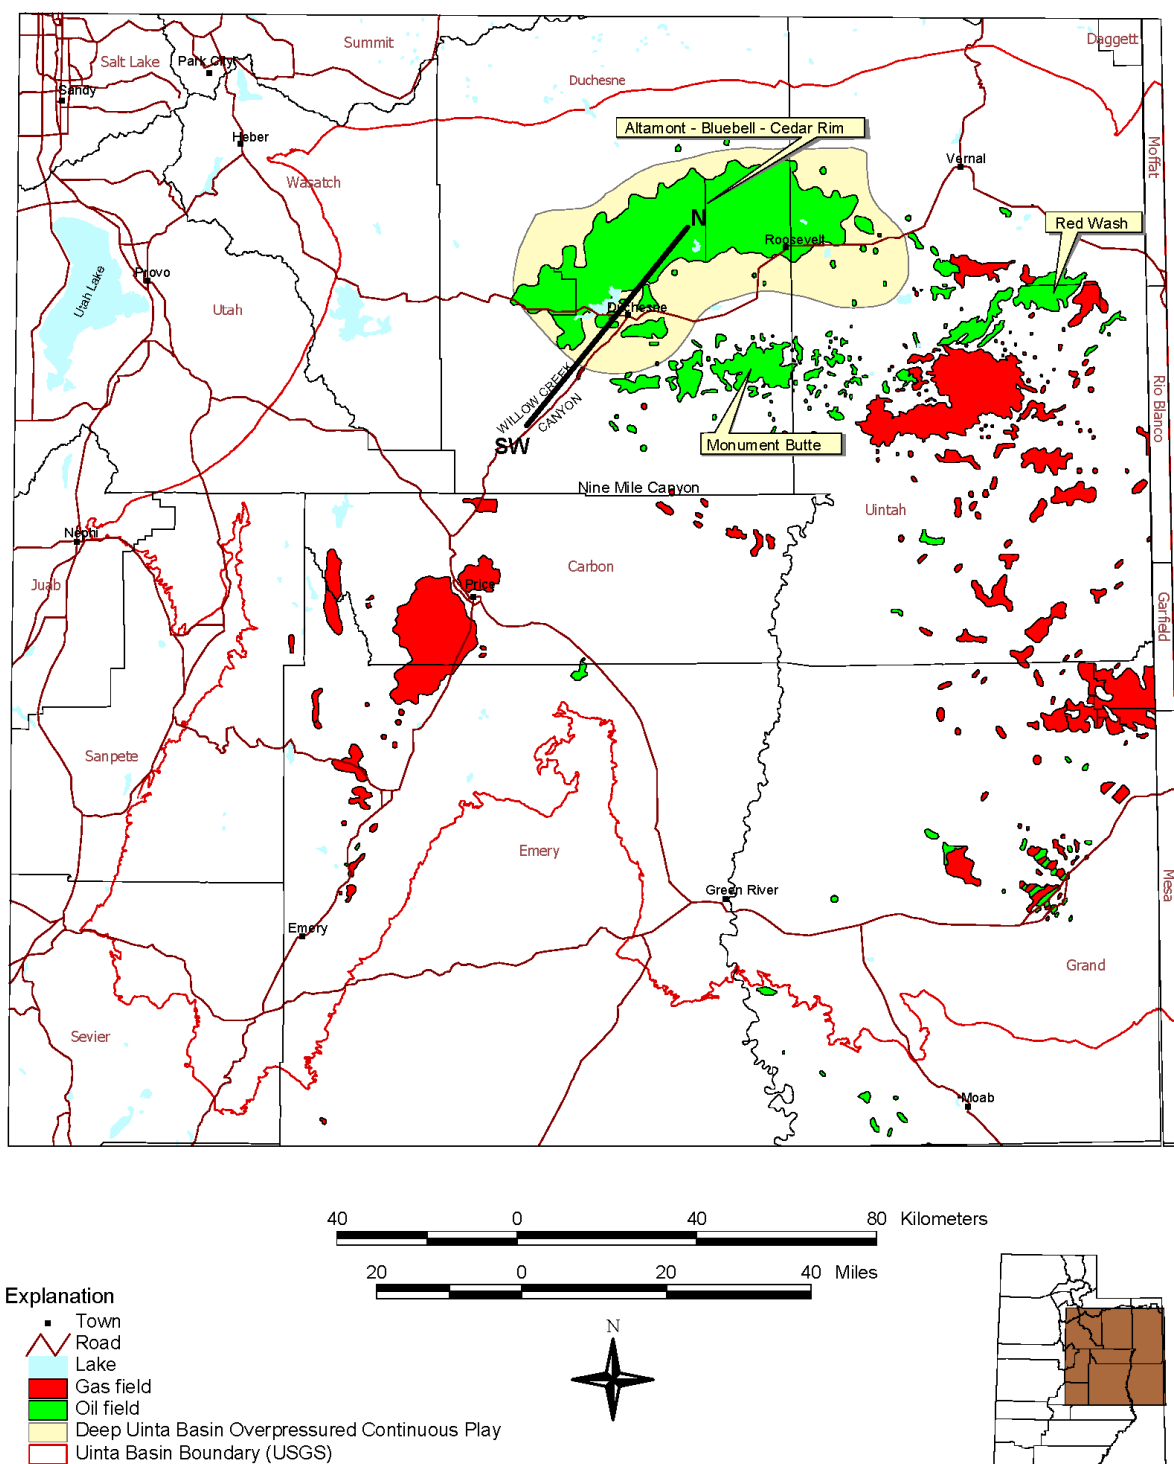 Summit
Daggett
Salt Lake
Park City
Duchesne
Sandy
Altamont - Bluebell - Cedar Rim
Heber
Moffat
Vernal
Wasatch
N
Red Wash
Roosevelt
Provo
Utah Lake
Utah
Duchesne
WILLOW CREEK
CANYON
Rio Blanco
SW
Monument Butte
Nine Mile Canyon
Uintah
Nephi
Carbon
Juab
Price
Garfield
Sanpete
Emery
Mesa
Green River
Emery
Grand
Sevier
Moab
40 0 40 80 Kilometers
20 0 20 40 Miles
Explanation
Town
Road
Lake
Gas field
Oil field
Deep Uinta Basin Overpressured Continuous Play
Uinta Basin Boundary (USGS)
N